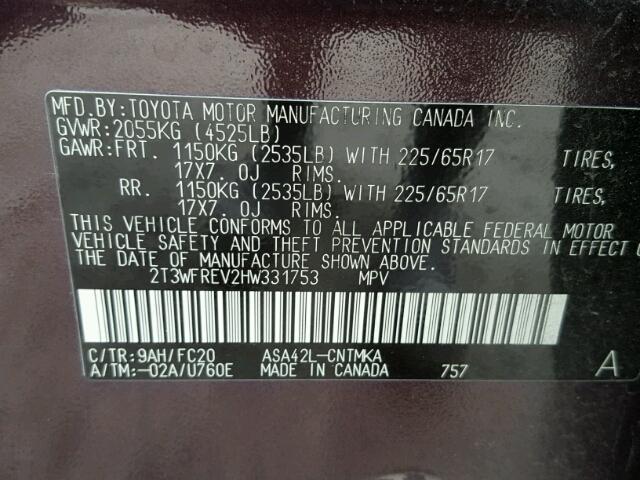 MFD.BY:TOYOTA MOTOR MANUFACTURING CANADA INC.
GVWR:2055KG (4525LB)
GAWR:FRT. 1150KG (2535LB) WITH 225/65R17 TIRES,
17X7.0J RIMS.
RR. 1150KG (2535LB) WITH 225/65R17 TIRES,
17X7.0J RIMS.
THIS VEHICLE CONFORMS TO ALL APPLICABLE FEDERAL MOTOR
VEHICLE SAFETY AND THEFT PREVENTION STANDARDS IN EFFECT
THE DATE OF MANUFACTURE SHOWN ABOVE.
2T3WFREV2HW331753 MPV
C/TR:9AH/FC20 ASA42L-CNTMKA
A/TM:-02A/U760E MADE IN CANADA 757 A